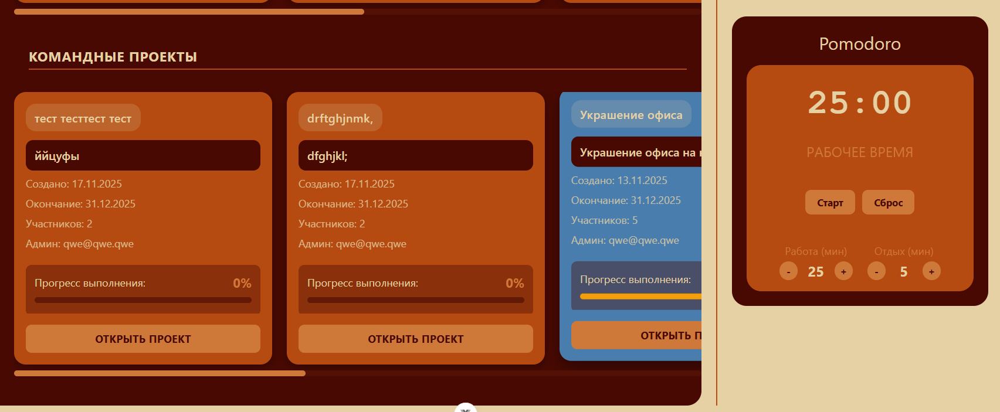 КОМАНДНЫЕ ПРОЕКТЫ
тест тесттест тест
ййцуфы
Создано: 17.11.2025
Окончание: 31.12.2025
Участников: 2
Админ: qwe@qwe.qwe
Прогресс выполнения: 0%
ОТКРЫТЬ ПРОЕКТ
drftghjnmk,
dfghjkl;
Создано: 17.11.2025
Окончание: 31.12.2025
Участников: 2
Админ: qwe@qwe.qwe
Прогресс выполнения: 0%
ОТКРЫТЬ ПРОЕКТ
Украшение офиса
Украшение офиса на
Создано: 13.11.2025
Окончание: 31.12.2025
Участников: 5
Админ: qwe@qwe.qwe
Прогресс выполнения:
ОТКРЫТЬ П
Pomodoro
25:00
РАБОЧЕЕ ВРЕМЯ
Старт Сброс
Работа (мин) Отдых (мин)
- 25 + - 5 +